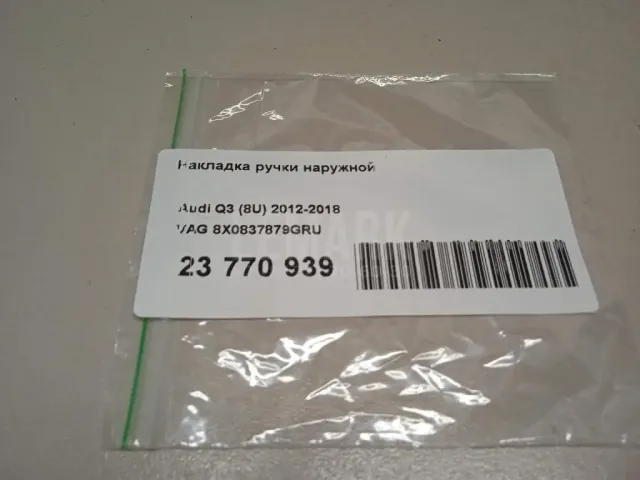 Накладка ручки наружной
Audi Q3 (8U) 2012-2018
VAG 8X0837879GRU
23 770 939